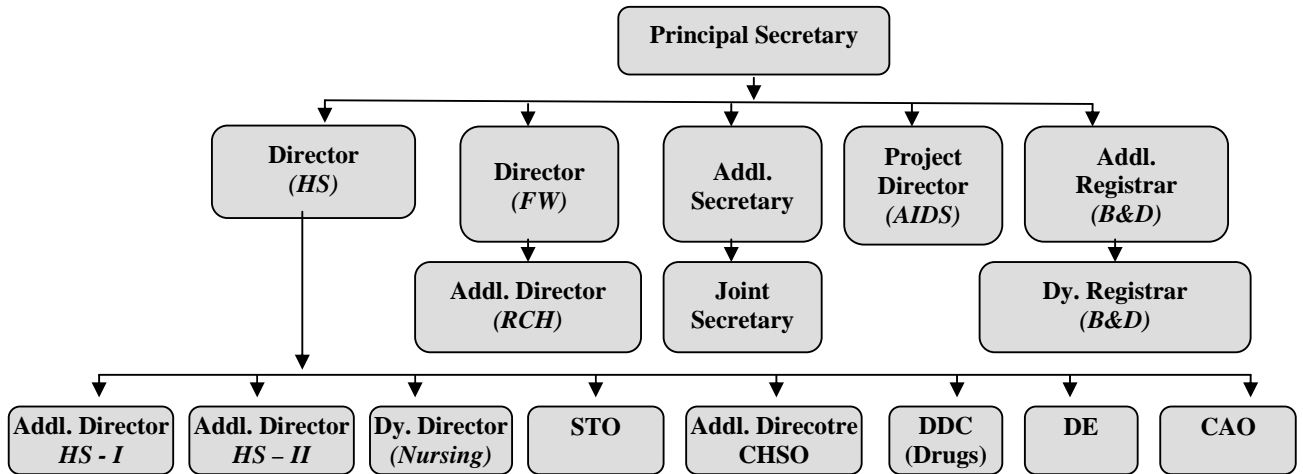 Principal Secretary
Director
(HS)
Director
(FW)
Addl.
Secretary
Project
Director
(AIDS)
Addl.
Registrar
(B&D)
Addl. Director
(RCH)
Joint
Secretary
Dy. Registrar
(B&D)
Addl. Director
HS - I
Addl. Director
HS – II
Dy. Director
(Nursing)
STO
Addl. Direcotre
CHSO
DDC
(Drugs)
DE
CAO